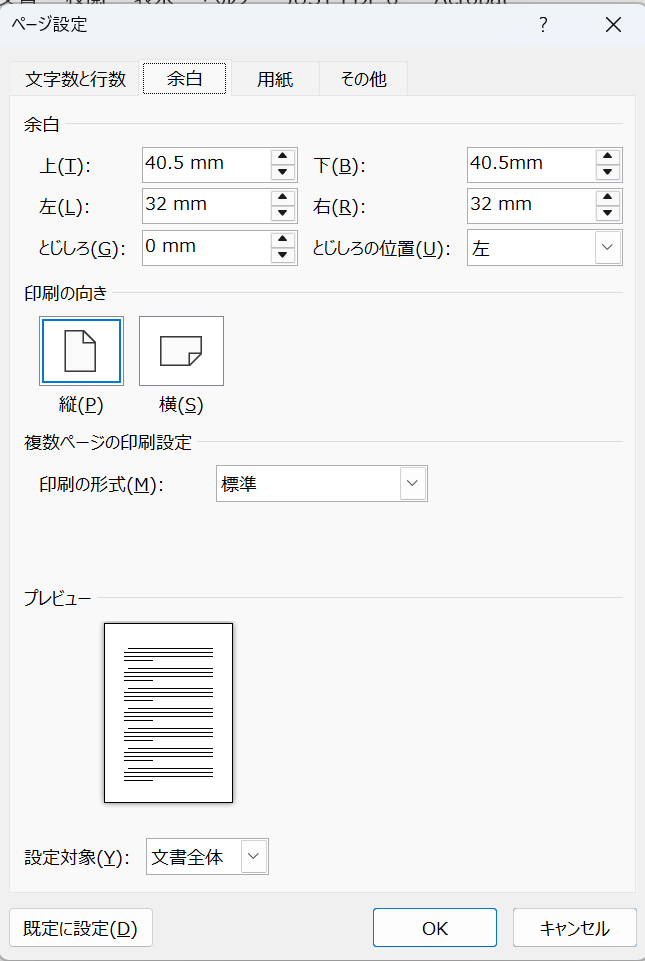 ページ設定 ?
文字数と行数 余白 用紙 その他
余白
上(T): 40.5 mm 下(B): 40.5mm
左(L): 32 mm 右(R): 32 mm
とじしろ(G): 0 mm とじしろの位置(U): 左
印刷の向き
縦(P) 横(S)
複数ページの印刷設定
印刷の形式(M): 標準
プレビュー
設定対象(Y): 文書全体
既定に設定(D) OK キャンセル